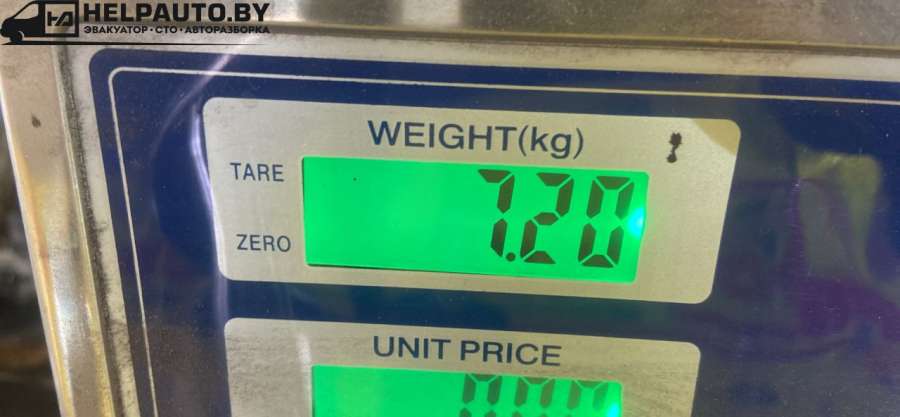 HELPAUTO.BY
ЭВАКУАТОР · СТО · АВТОРАЗБОРКА
WEIGHT(kg)
TARE
7.20
ZERO
UNIT PRICE